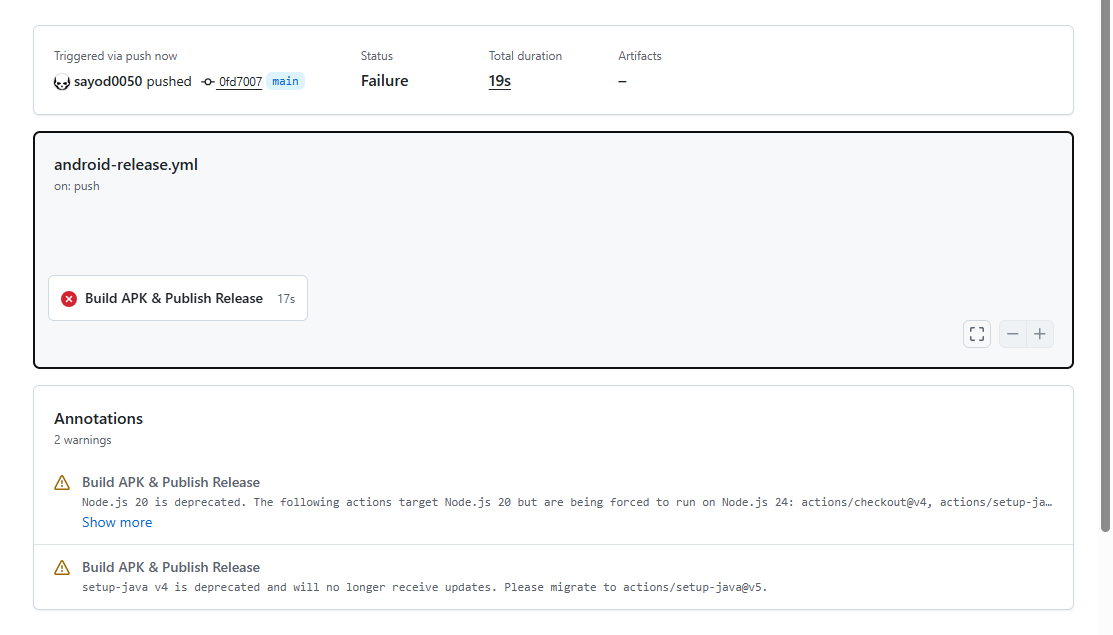 Triggered via push now
Status
Total duration
Artifacts
sayod0050 pushed 0fd7007 main
Failure
19s
–
android-release.yml
on: push
Build APK & Publish Release 17s
Annotations
2 warnings
Build APK & Publish Release
Node.js 20 is deprecated. The following actions target Node.js 20 but are being forced to run on Node.js 24: actions/checkout@v4, actions/setup-ja…
Show more
Build APK & Publish Release
setup-java v4 is deprecated and will no longer receive updates. Please migrate to actions/setup-java@v5.